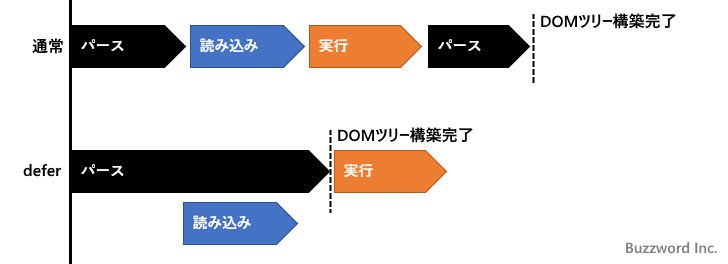 DOMツリー構築完了
通常
パース
読み込み
実行
パース
DOMツリー構築完了
defer
パース
実行
読み込み
Buzzword Inc.